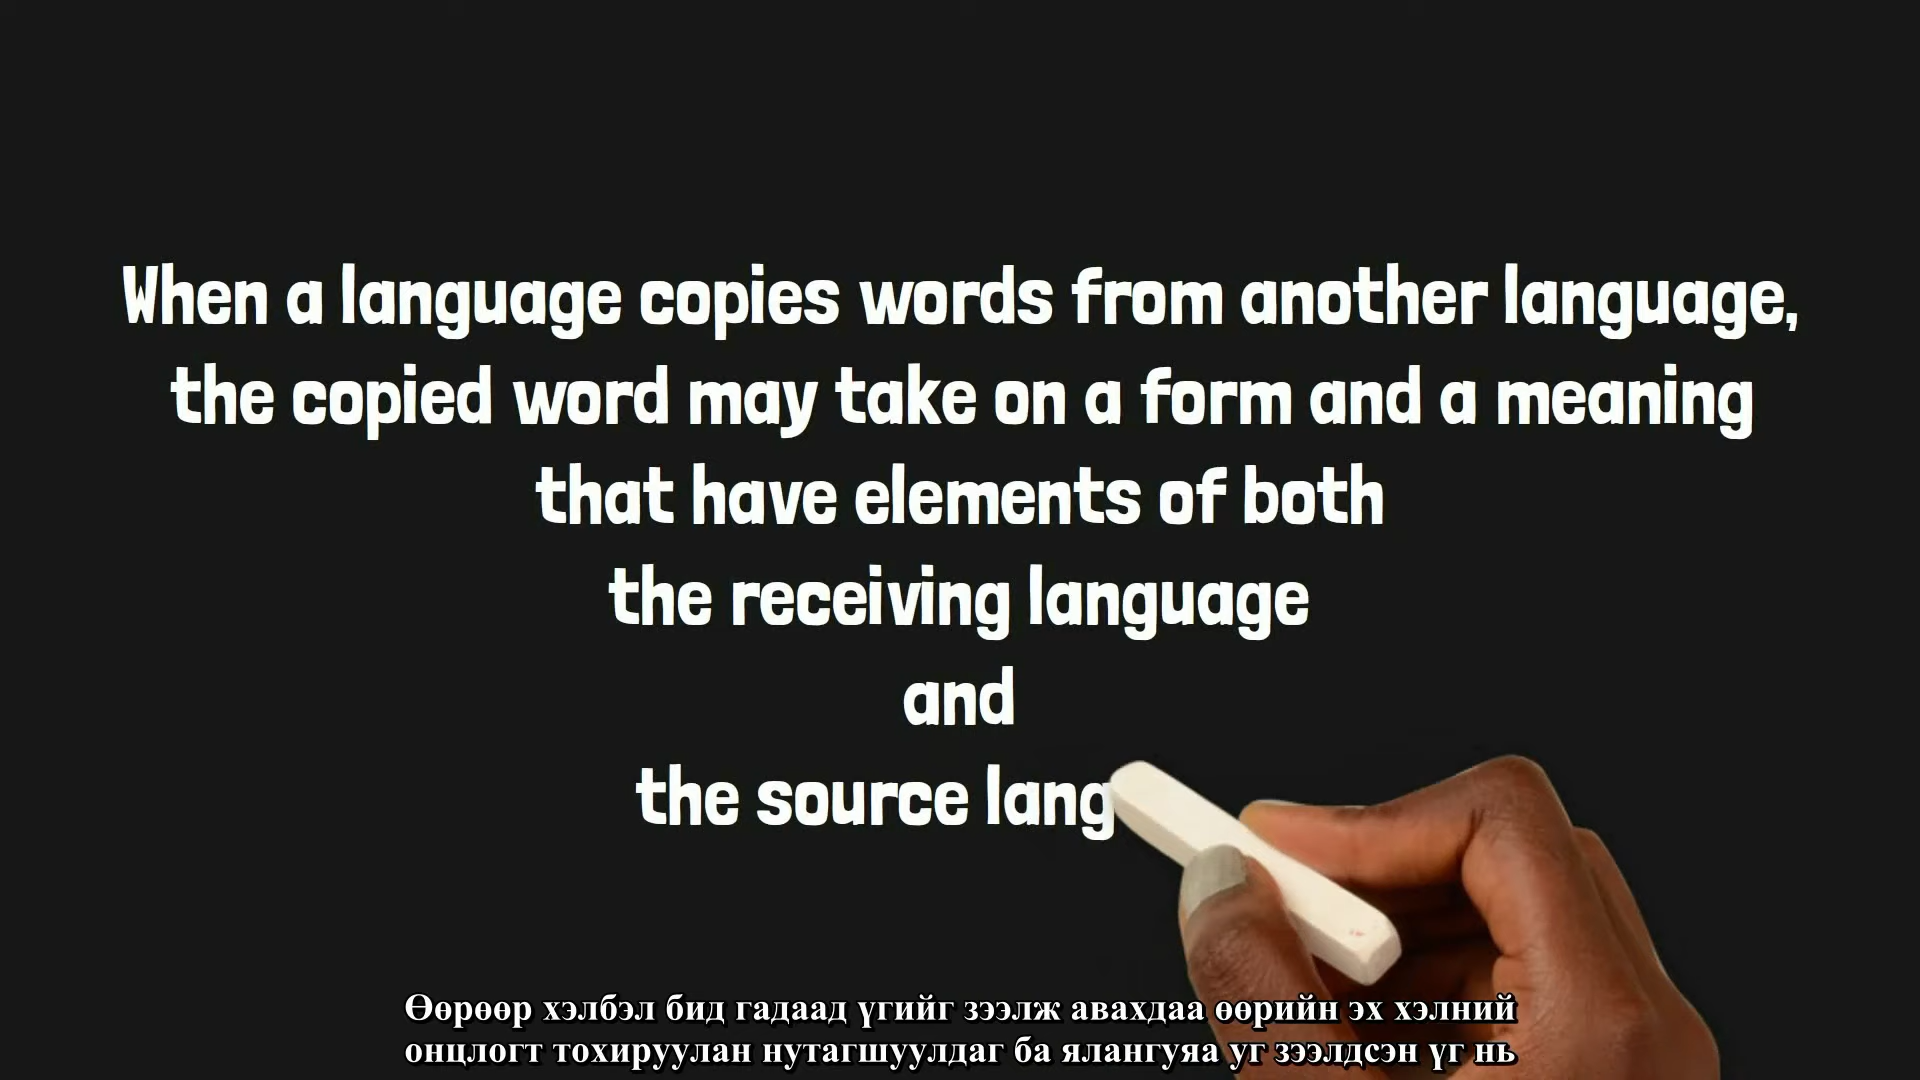 When a language copies words from another language,
the copied word may take on a form and a meaning
that have elements of both
the receiving language
and
the source lang
Өөрөөр хэлбэл бид гадаад үгийг зээлж авахдаа өөрийн эх хэлний
онцлогт тохируулан нутагшуулдаг ба ялангуяа уг зээлдсэн үг нь